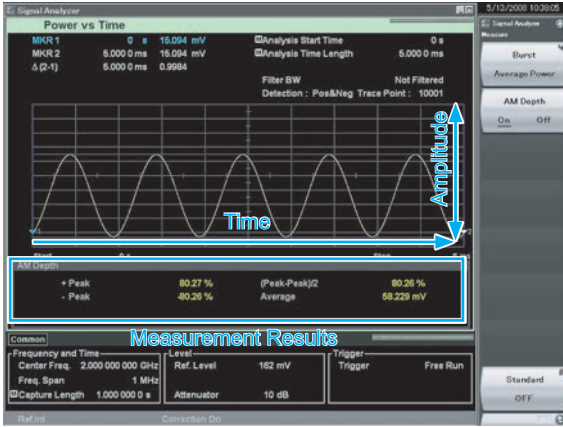 Signal Analyzer
5/13/2008 10:38:05
Power vs Time
Signal Analyzer
Measure
MKR 1 0 s 15.094 mV Analysis Start Time 0 s
MKR 2 5.000 0 ms 15.094 mV Analysis Time Length 5.000 0 ms
Δ (2-1) 5.000 0 ms 0.9984
Filter BW Not Filtered
Detection : Pos&Neg Trace Point : 10001
Burst
Average Power
AM Depth
On Off
Amplitude
Time
1
2
Start 0 s Stop 5 ms
AM Depth
+ Peak 80.27 % (Peak-Peak)/2 80.26 %
- Peak -80.26 % Average 58.229 mV
Measurement Results
Common
Frequency and Time Level Trigger
Center Freq. 2.000 000 000 GHz Ref. Level 162 mV Trigger Free Run
Freq. Span 1 MHz
Capture Length 1.000 000 0 s Attenuator 10 dB
Standard
OFF
Ref.Int Correction On